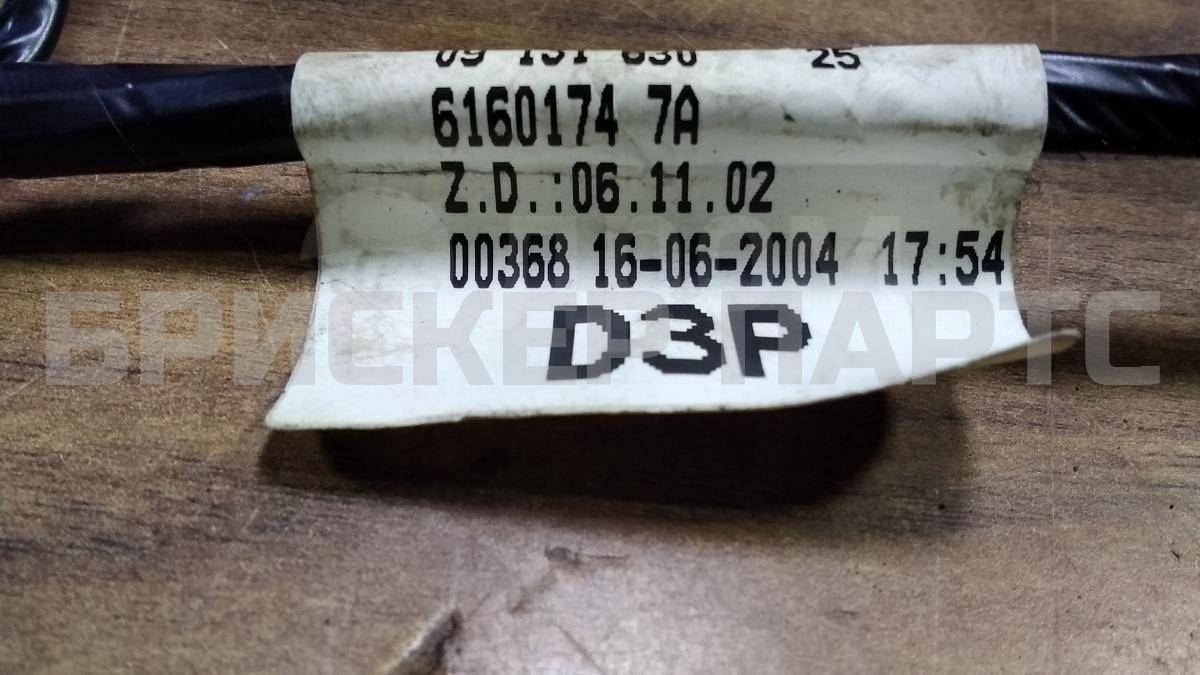 25
6160174 7A
Z.D.:06.11.02
00368 16-06-2004 17:54
D3P
БРИСКЕР ПАРТС